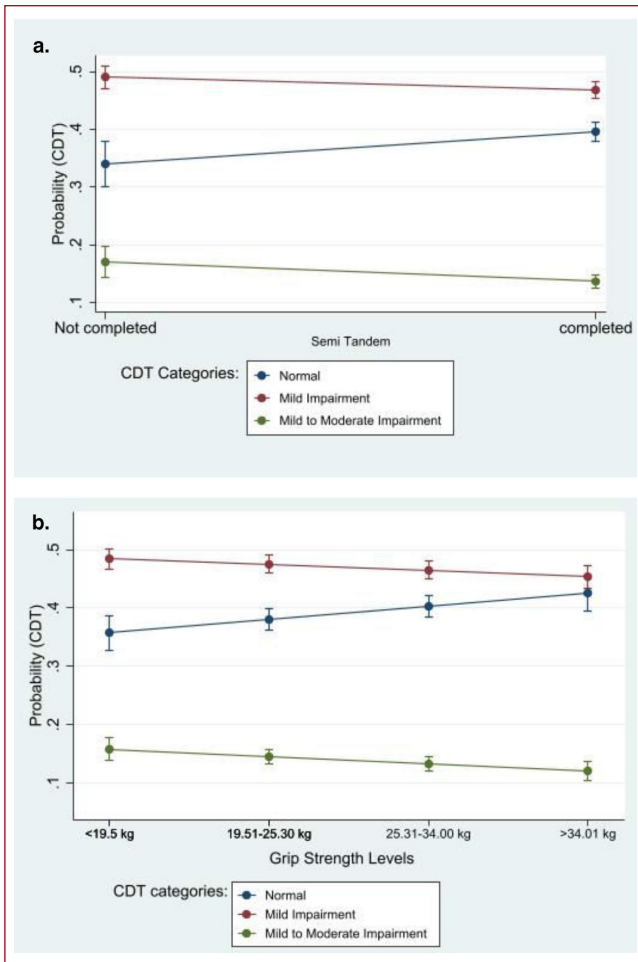 a.
.5
.4
.3
.2
.1
Probability (CDT)
Not completed
completed
Semi Tandem
CDT Categories:
Normal
Mild Impairment
Mild to Moderate Impairment
b.
.5
.4
.3
.2
.1
Probability (CDT)
<19.5 kg
19.51-25.30 kg
25.31-34.00 kg
>34.01 kg
Grip Strength Levels
CDT categories:
Normal
Mild Impairment
Mild to Moderate Impairment